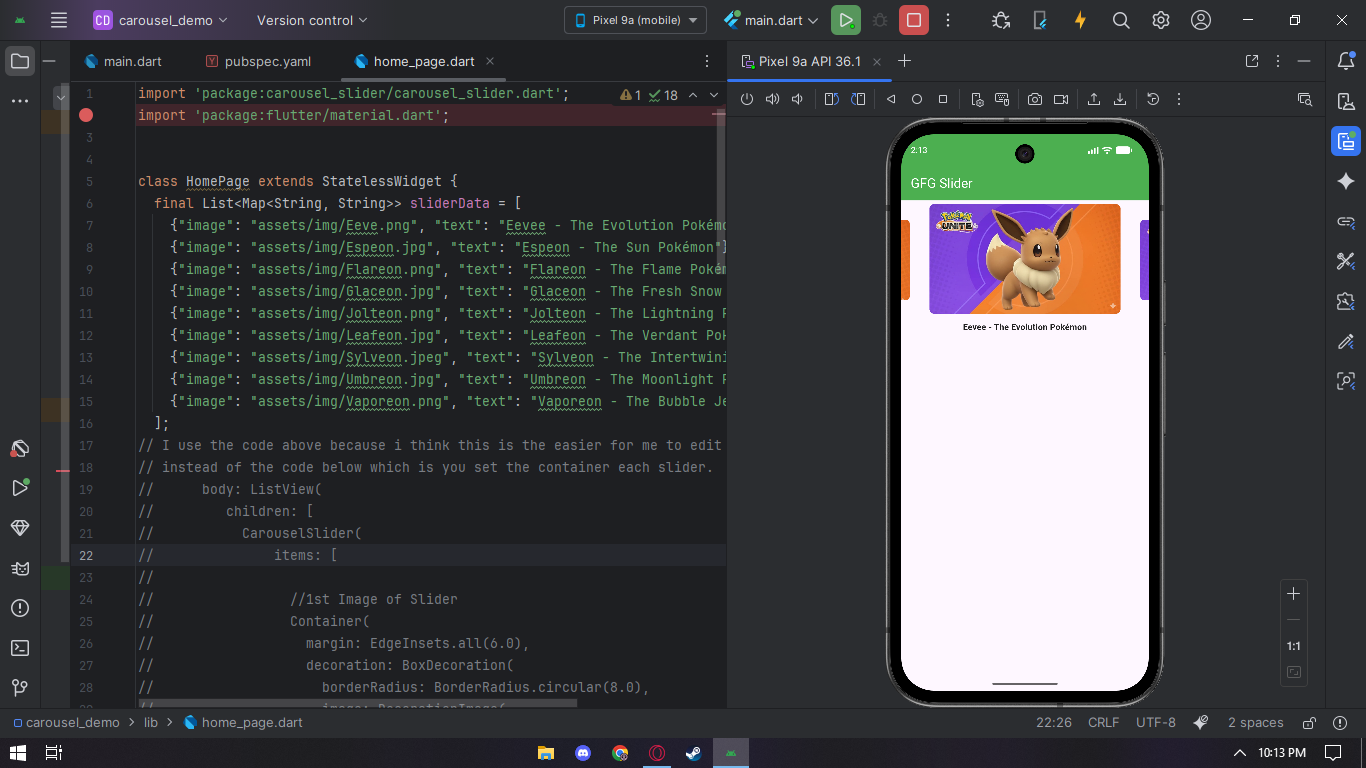 CD carousel_demo Version control Pixel 9a (mobile) main.dart
main.dart pubspec.yaml home_page.dart
Pixel 9a API 36.1
1 import 'package:carousel_slider/carousel_slider.dart'; 1 18
import 'package:flutter/material.dart';
3
4
5 class HomePage extends StatelessWidget {
6 final List<Map<String, String>> sliderData = [
7 {"image": "assets/img/Eeve.png", "text": "Eevee - The Evolution Pokémo
8 {"image": "assets/img/Espeon.jpg", "text": "Espeon - The Sun Pokémon"}
9 {"image": "assets/img/Flareon.png", "text": "Flareon - The Flame Pokém
10 {"image": "assets/img/Glaceon.jpg", "text": "Glaceon - The Fresh Snow
11 {"image": "assets/img/Jolteon.png", "text": "Jolteon - The Lightning P
12 {"image": "assets/img/Leafeon.jpg", "text": "Leafeon - The Verdant Pok
13 {"image": "assets/img/Sylveon.jpeg", "text": "Sylveon - The Intertwini
14 {"image": "assets/img/Umbreon.jpg", "text": "Umbreon - The Moonlight P
15 {"image": "assets/img/Vaporeon.png", "text": "Vaporeon - The Bubble Je
16 ];
17 // I use the code above because i think this is the easier for me to edit
18 // instead of the code below which is you set the container each slider.
19 // body: ListView(
20 // children: [
21 // CarouselSlider(
22 // items: [
23 //
24 // //1st Image of Slider
25 // Container(
26 // margin: EdgeInsets.all(6.0),
27 // decoration: BoxDecoration(
28 // borderRadius: BorderRadius.circular(8.0),
29 // image: DecorationImage(
2:13
GFG Slider
Pokémon
UNITE
Eevee - The Evolution Pokémon
1:1
carousel_demo > lib > home_page.dart 22:26 CRLF UTF-8 2 spaces
10:13 PM